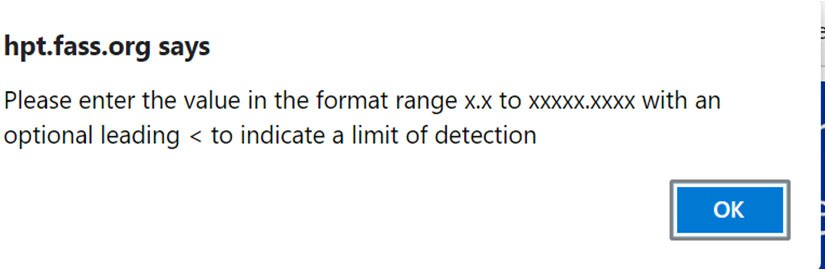 hpt.fass.org says
Please enter the value in the format range x.x to xxxxx.xxxx with an
optional leading < to indicate a limit of detection
OK